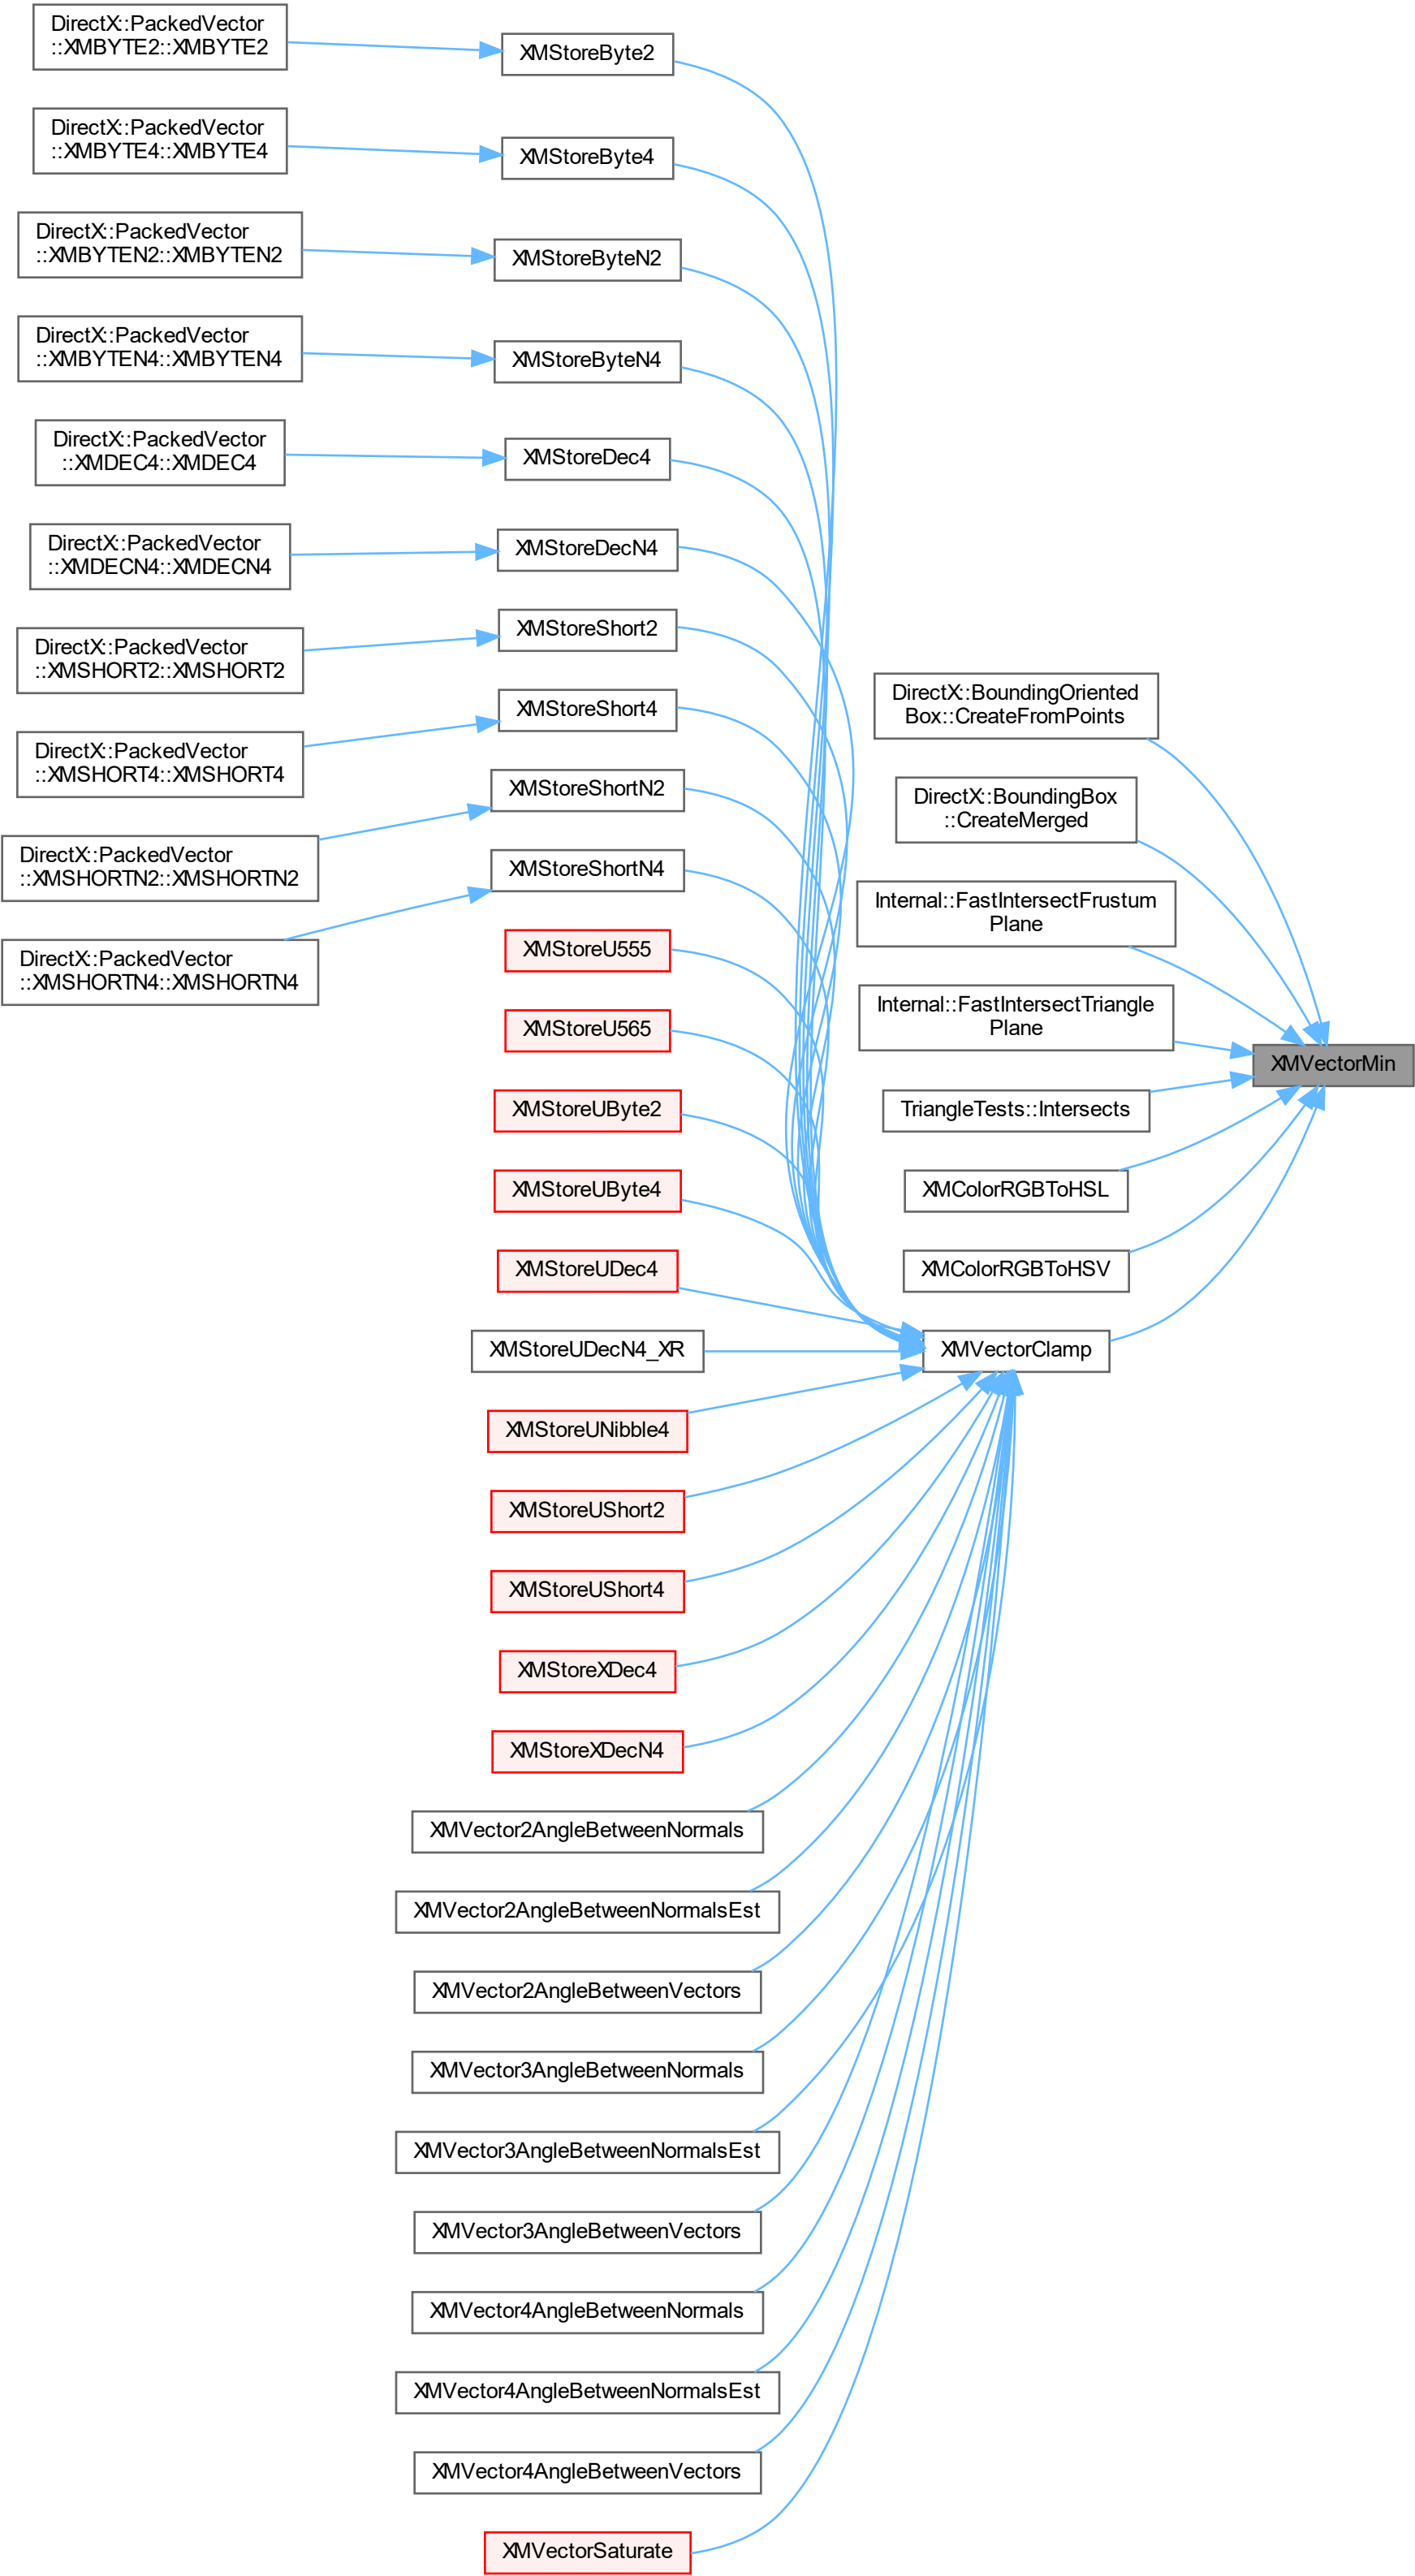 DirectX::PackedVector
::XMBYTE2::XMBYTE2
DirectX::PackedVector
::XMBYTE4::XMBYTE4
DirectX::PackedVector
::XMBYTEN2::XMBYTEN2
DirectX::PackedVector
::XMBYTEN4::XMBYTEN4
DirectX::PackedVector
::XMDEC4::XMDEC4
DirectX::PackedVector
::XMDECN4::XMDECN4
DirectX::PackedVector
::XMSHORT2::XMSHORT2
DirectX::PackedVector
::XMSHORT4::XMSHORT4
DirectX::PackedVector
::XMSHORTN2::XMSHORTN2
DirectX::PackedVector
::XMSHORTN4::XMSHORTN4
XMStoreByte2
XMStoreByte4
XMStoreByteN2
XMStoreByteN4
XMStoreDec4
XMStoreDecN4
XMStoreShort2
XMStoreShort4
XMStoreShortN2
XMStoreShortN4
XMStoreU555
XMStoreU565
XMStoreUByte2
XMStoreUByte4
XMStoreUDec4
XMStoreUDecN4_XR
XMStoreUNibble4
XMStoreUShort2
XMStoreUShort4
XMStoreXDec4
XMStoreXDecN4
XMVector2AngleBetweenNormals
XMVector2AngleBetweenNormalsEst
XMVector2AngleBetweenVectors
XMVector3AngleBetweenNormals
XMVector3AngleBetweenNormalsEst
XMVector3AngleBetweenVectors
XMVector4AngleBetweenNormals
XMVector4AngleBetweenNormalsEst
XMVector4AngleBetweenVectors
XMVectorSaturate
DirectX::BoundingOriented
Box::CreateFromPoints
DirectX::BoundingBox
::CreateMerged
Internal::FastIntersectFrustum
Plane
Internal::FastIntersectTriangle
Plane
TriangleTests::Intersects
XMColorRGBToHSL
XMColorRGBToHSV
XMVectorClamp
XMVectorMin